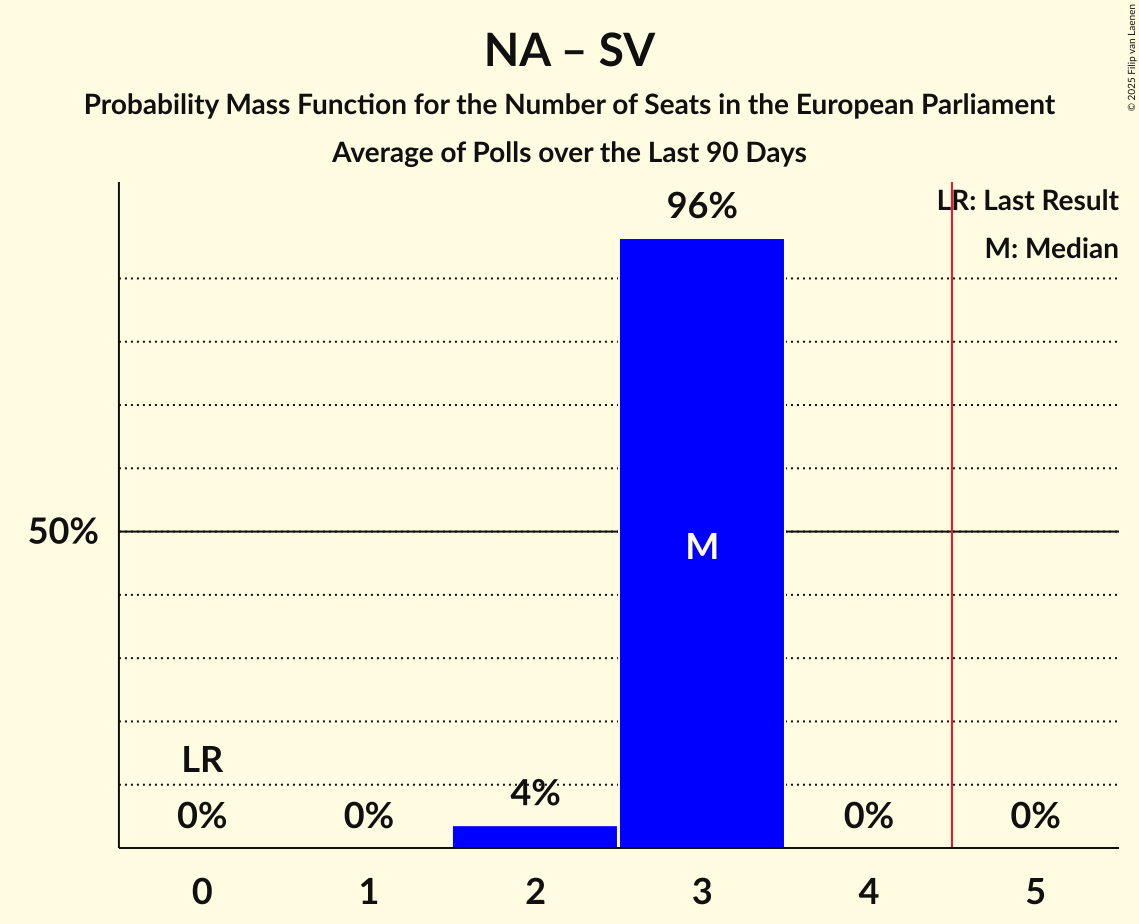 NA – SV
Probability Mass Function for the Number of Seats in the European Parliament
Average of Polls over the Last 90 Days
© 2025 Filip van Laenen
LR: Last Result
M: Median
96%
50%
M
LR
0%
0%
4%
0%
0%
0
1
2
3
4
5